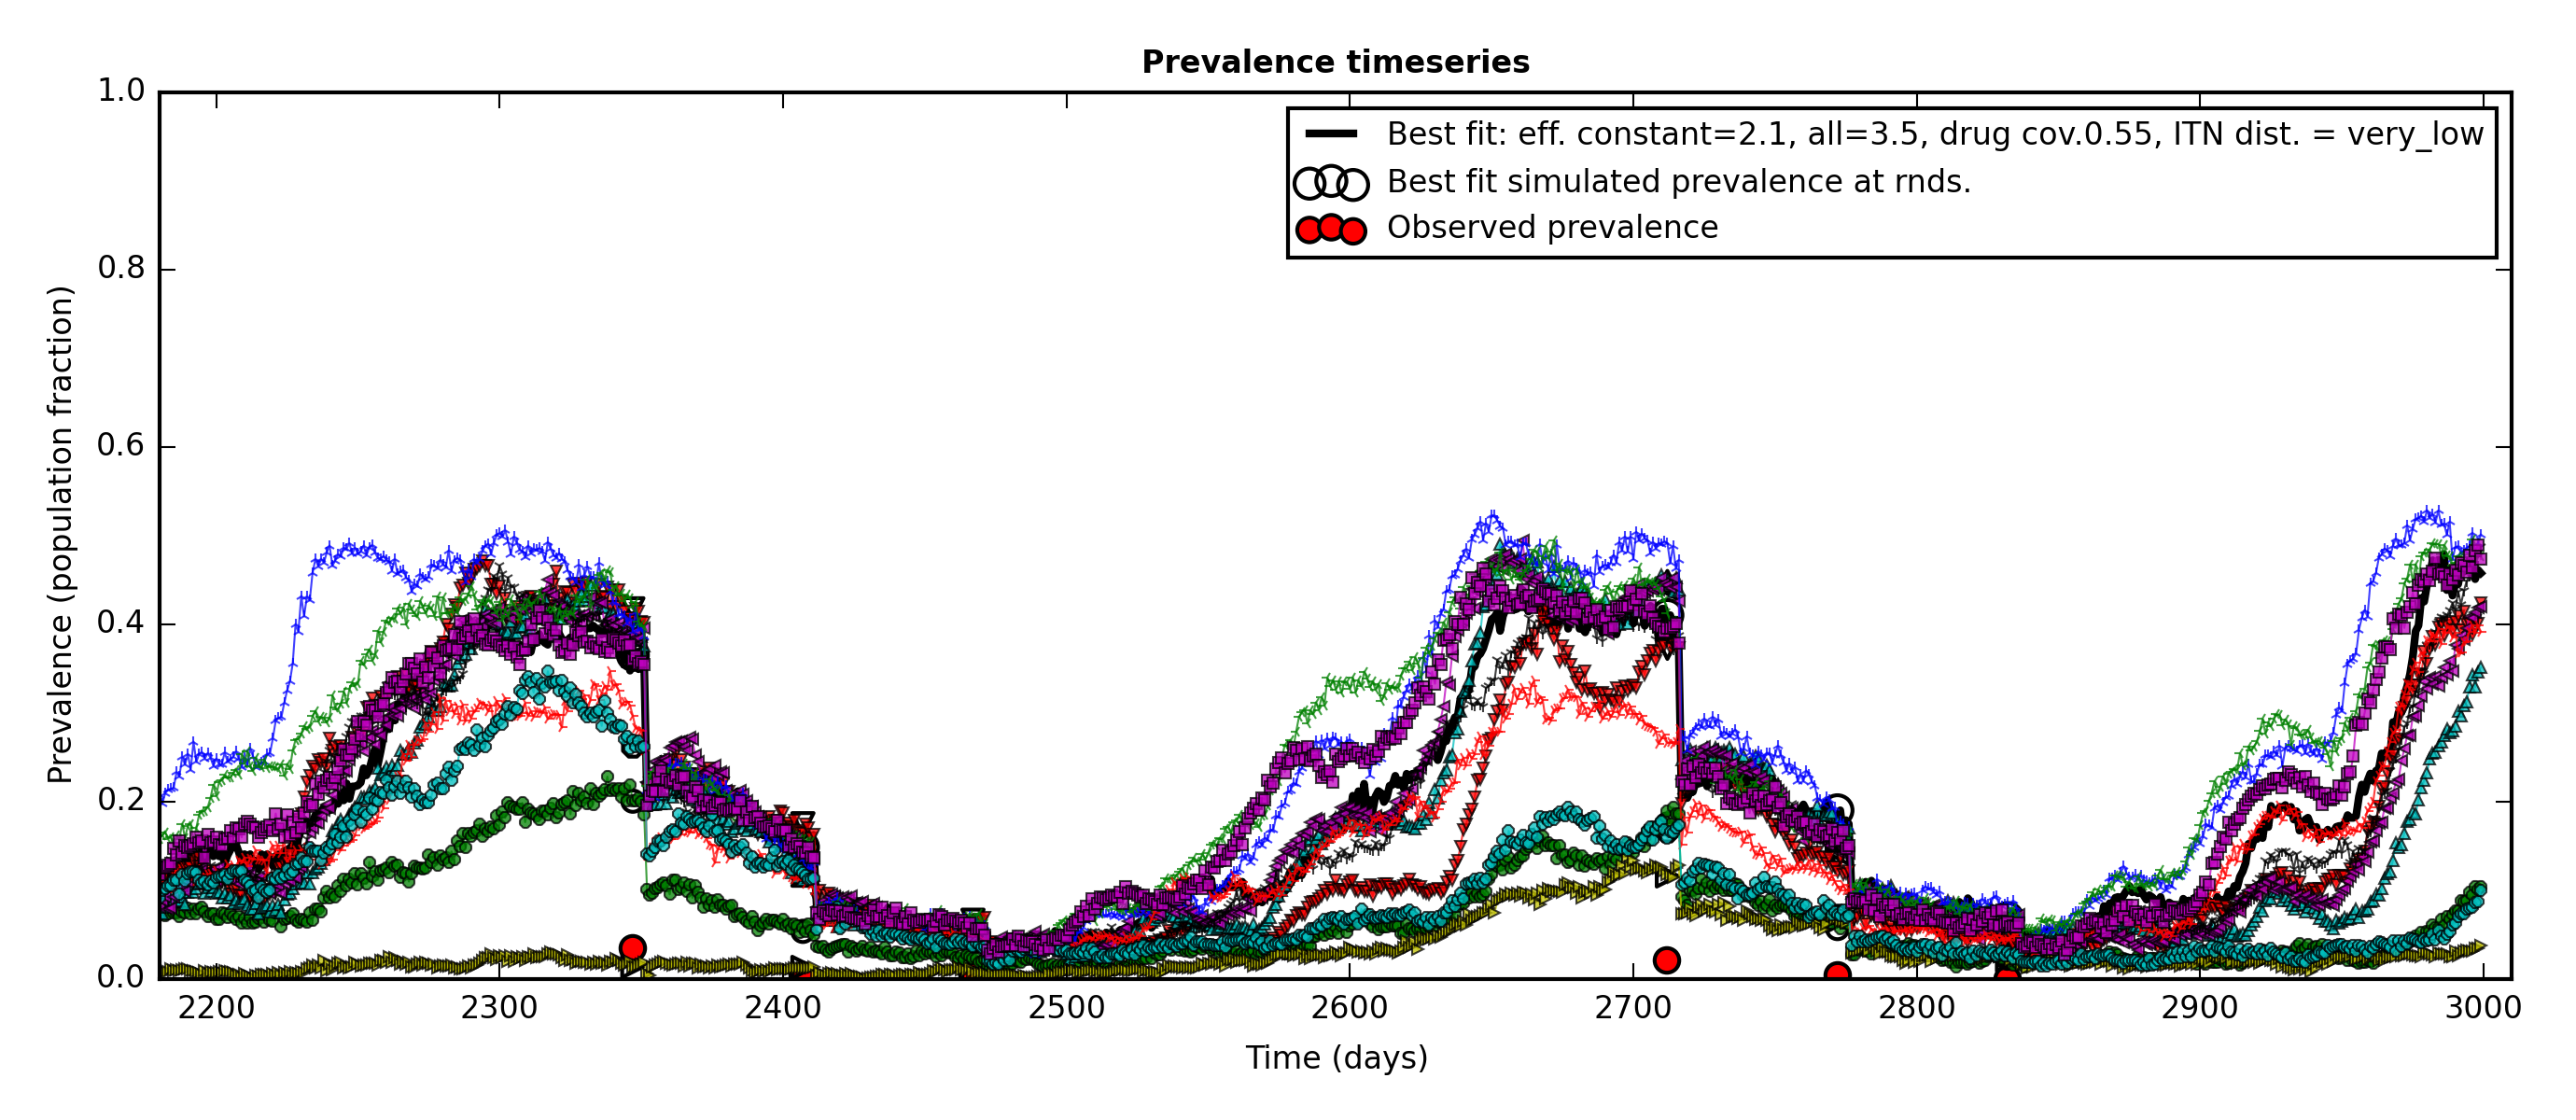 Prevalence timeseries
Best fit: eff. constant=2.1, all=3.5, drug cov.0.55, ITN dist. = very_low
Best fit simulated prevalence at rnds.
Observed prevalence
Prevalence (population fraction)
1.0
0.8
0.6
0.4
0.2
0.0
2200 2300 2400 2500 2600 2700 2800 2900 3000
Time (days)